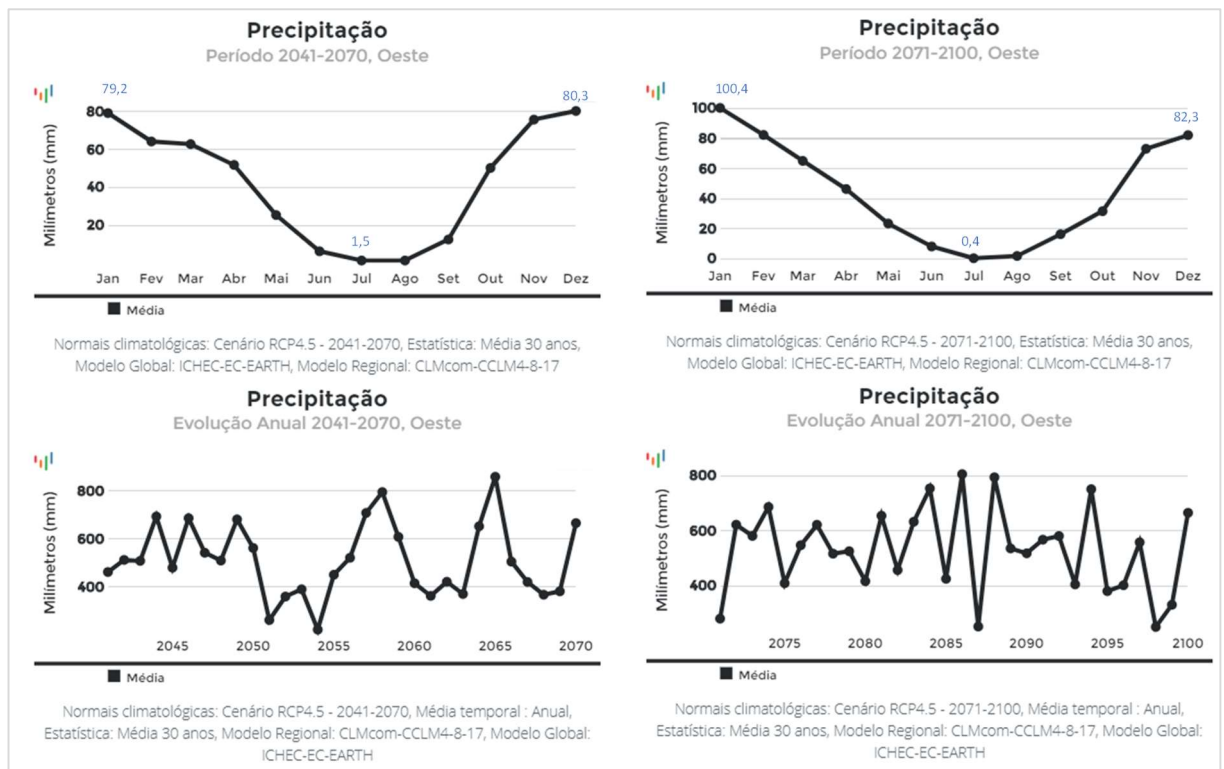 Precipitação
Período 2041-2070, Oeste
79,2
80,3
1,5
80
60
40
20
Milímetros (mm)
Jan Fev Mar Abr Mai Jun Jul Ago Set Out Nov Dez
Média
Normais climatológicas: Cenário RCP4.5 - 2041-2070, Estatística: Média 30 anos,
Modelo Global: ICHEC-EC-EARTH, Modelo Regional: CLMcom-CCLM4-8-17
Precipitação
Período 2071-2100, Oeste
100,4
82,3
0,4
100
80
60
40
20
0
Milímetros (mm)
Jan Fev Mar Abr Mai Jun Jul Ago Set Out Nov Dez
Média
Normais climatológicas: Cenário RCP4.5 - 2071-2100, Estatística: Média 30 anos,
Modelo Global: ICHEC-EC-EARTH, Modelo Regional: CLMcom-CCLM4-8-17
Precipitação
Evolução Anual 2041-2070, Oeste
800
600
400
Milímetros (mm)
2045 2050 2055 2060 2065 2070
Média
Normais climatológicas: Cenário RCP4.5 - 2041-2070, Média temporal : Anual,
Estatística: Média 30 anos, Modelo Regional: CLMcom-CCLM4-8-17, Modelo Global:
ICHEC-EC-EARTH
Precipitação
Evolução Anual 2071-2100, Oeste
800
600
400
Milímetros (mm)
2075 2080 2085 2090 2095 2100
Média
Normais climatológicas: Cenário RCP4.5 - 2071-2100, Média temporal : Anual,
Estatística: Média 30 anos, Modelo Regional: CLMcom-CCLM4-8-17, Modelo Global:
ICHEC-EC-EARTH